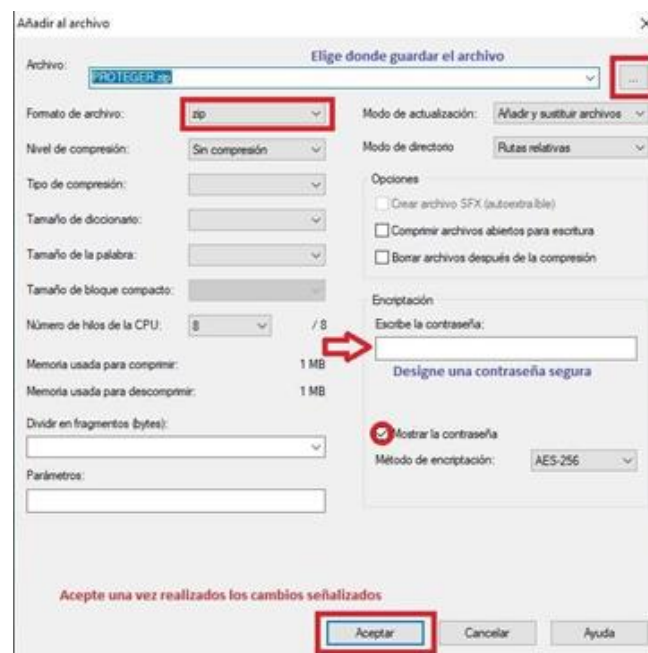 Añadir al archivo
Elige donde guardar el archivo
Archivo:
PROTEGER.zip
...
Formato de archivo: zip
Modo de actualización: Añadir y sustituir archivos
Nivel de compresión: Sin compresión
Modo de directorio Rutas relativas
Tipo de compresión:
Opciones
Crear archivo SFX (autoextraíble)
Tamaño de diccionario:
Comprimir archivos abiertos para escritura
Tamaño de la palabra:
Borrar archivos después de la compresión
Tamaño de bloque compacto:
Encriptación
Número de hilos de la CPU: 8 / 8
Escribe la contraseña:
Memoria usada para comprimir: 1 MB
Designe una contraseña segura
Memoria usada para descomprimir: 1 MB
Dividir en fragmentos (bytes):
Mostrar la contraseña
Método de encriptación: AES-256
Parámetros:
Acepte una vez realizados los cambios señalizados
Aceptar Cancelar Ayuda